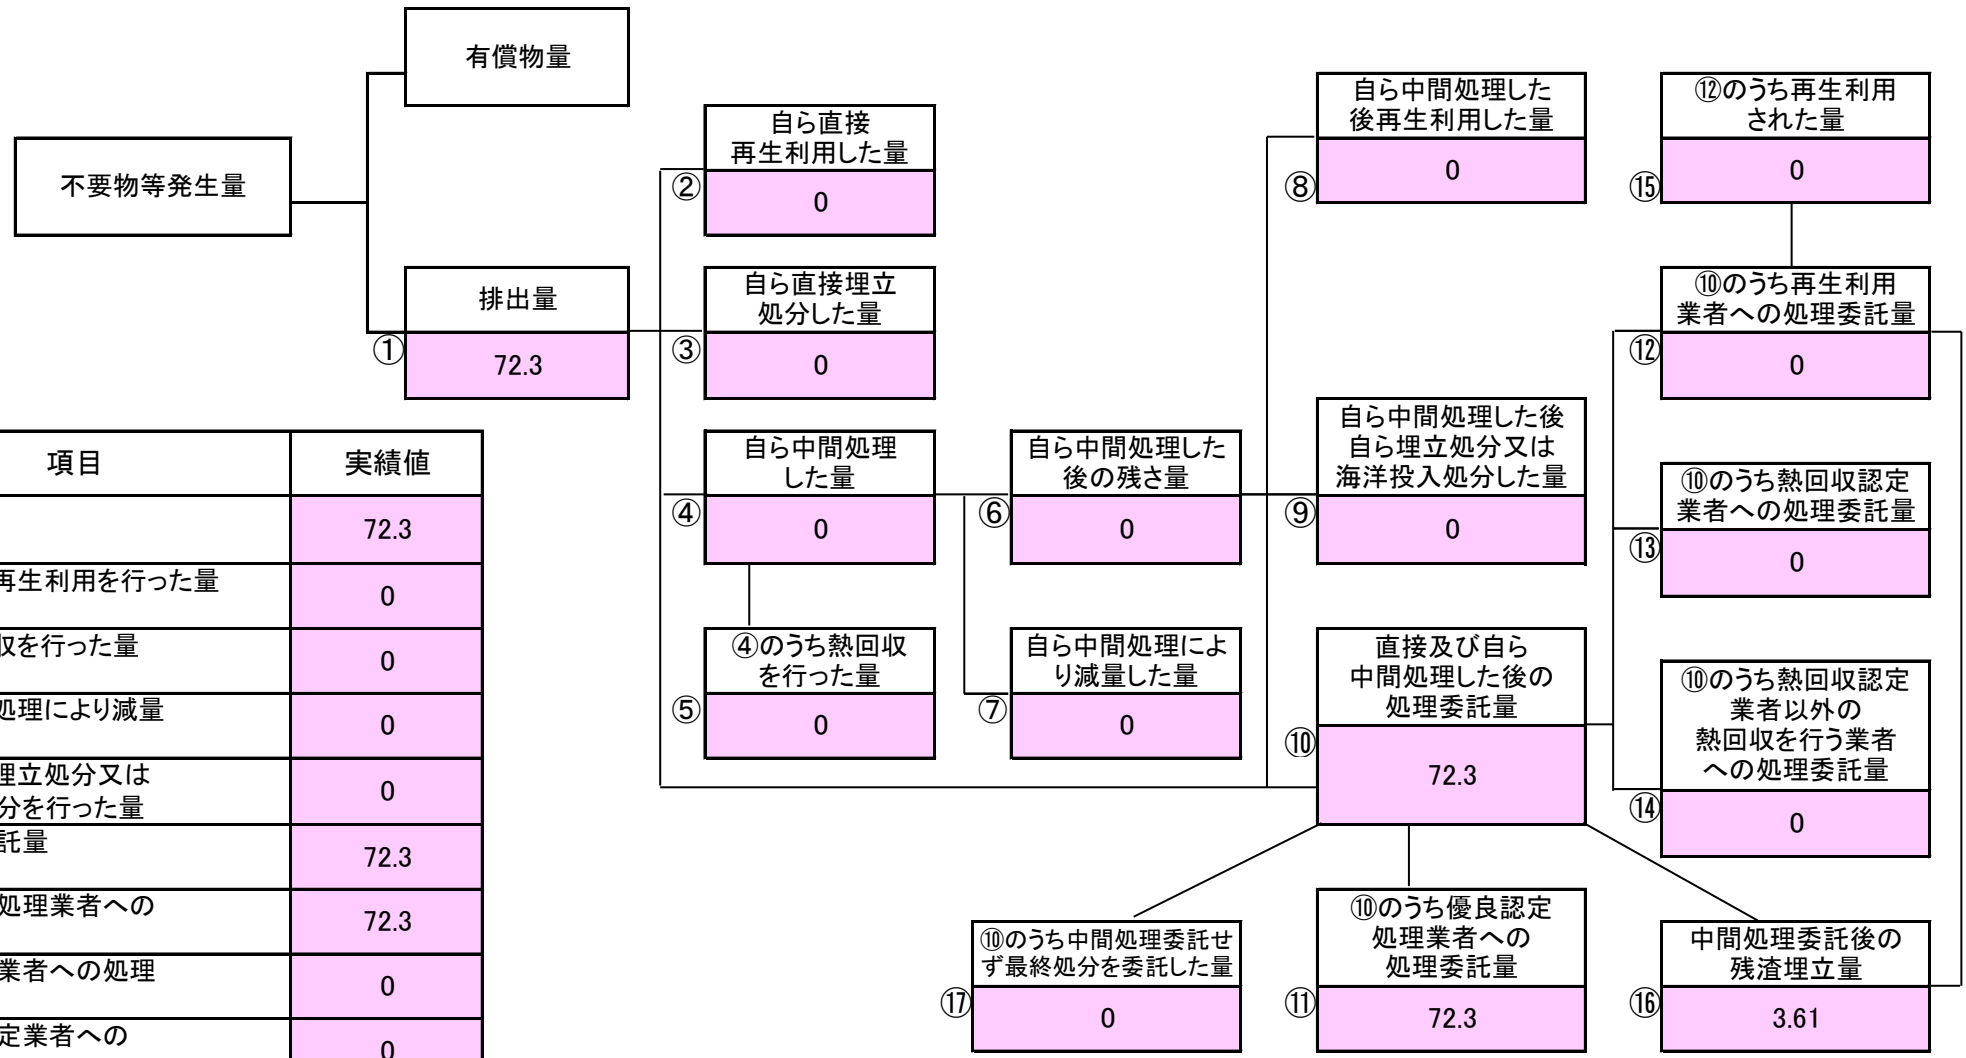 有償物量
不要物等発生量
排出量
①
72.3
自ら直接
再生利用した量
②
0
自ら直接埋立
処分した量
③
0
自ら中間処理
した量
④
0
④のうち熱回収
を行った量
⑤
0
自ら中間処理した
後の残さ量
⑥
0
自ら中間処理によ
り減量した量
⑦
0
自ら中間処理した
後再生利用した量
⑧
0
自ら中間処理した後
自ら埋立処分又は
海洋投入処分した量
⑨
0
直接及び自ら
中間処理した後の
処理委託量
⑩
72.3
⑫のうち再生利用
された量
⑮
0
⑩のうち再生利用
業者への処理委託量
⑫
0
⑩のうち熱回収認定
業者への処理委託量
⑬
0
⑩のうち熱回収認定
業者以外の
熱回収を行う業者
への処理委託量
⑭
0
⑩のうち中間処理委託せ
ず最終処分を委託した量
⑰
0
⑩のうち優良認定
処理業者への
処理委託量
⑪
72.3
中間処理委託後の
残渣埋立量
⑯
3.61
項目
実績値
72.3
再生利用を行った量
0
収を行った量
0
処理により減量
0
埋立処分又は
分を行った量
0
託量
72.3
処理業者への
72.3
業者への処理
0
定業者への
0